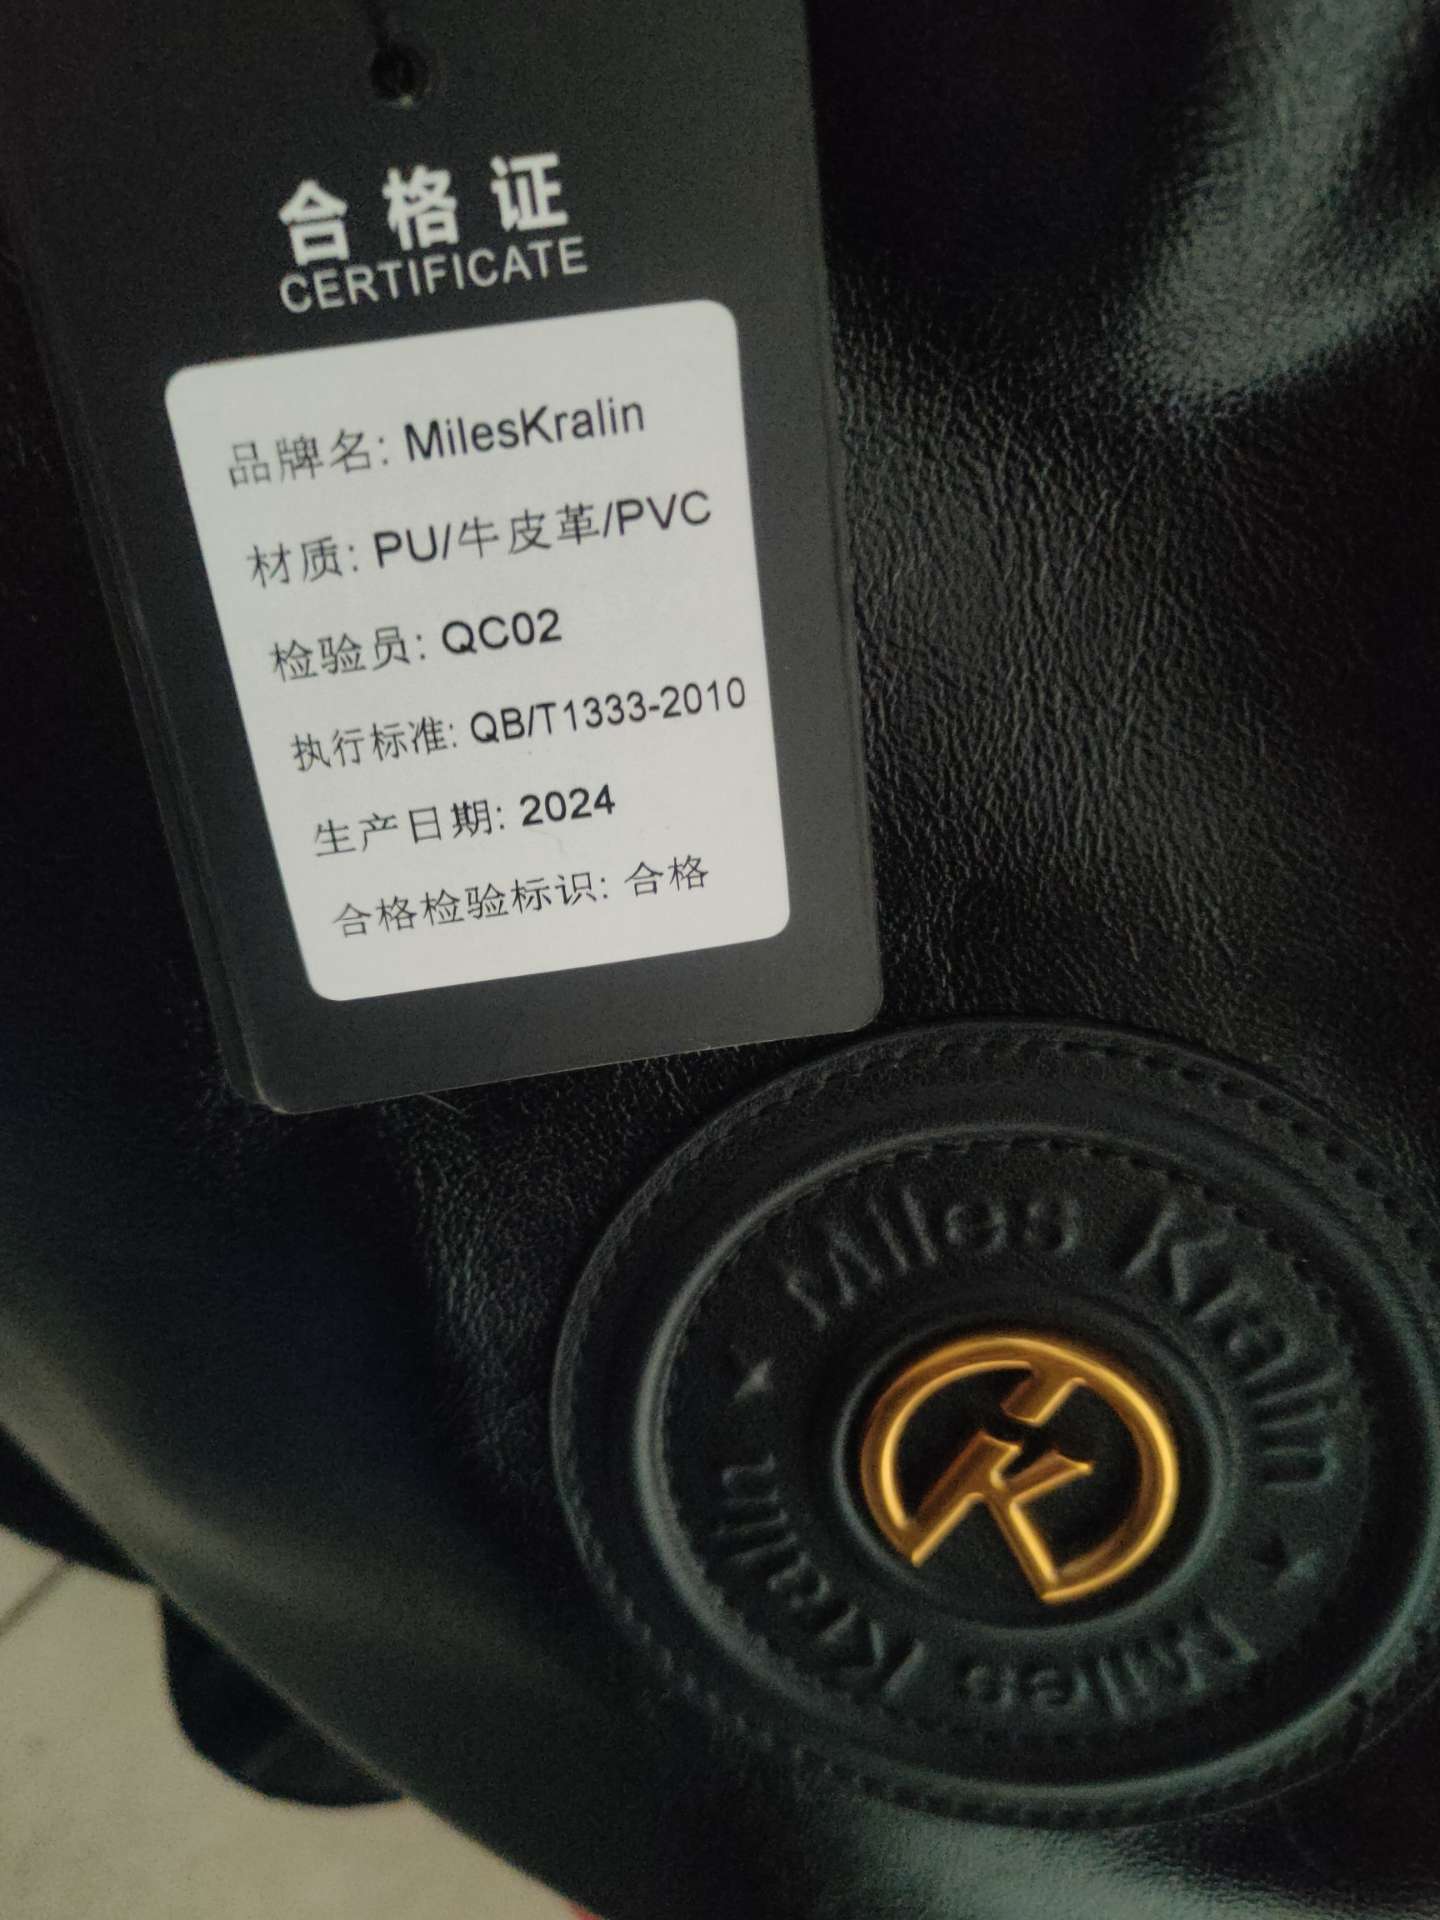 合格证
CERTIFICATE
品牌名: MilesKralin
材质: PU/牛皮革/PVC
检验员: QC02
执行标准: QB/T1333-2010
生产日期: 2024
合格检验标识: 合格
Miles Kralin
Miles Kralin